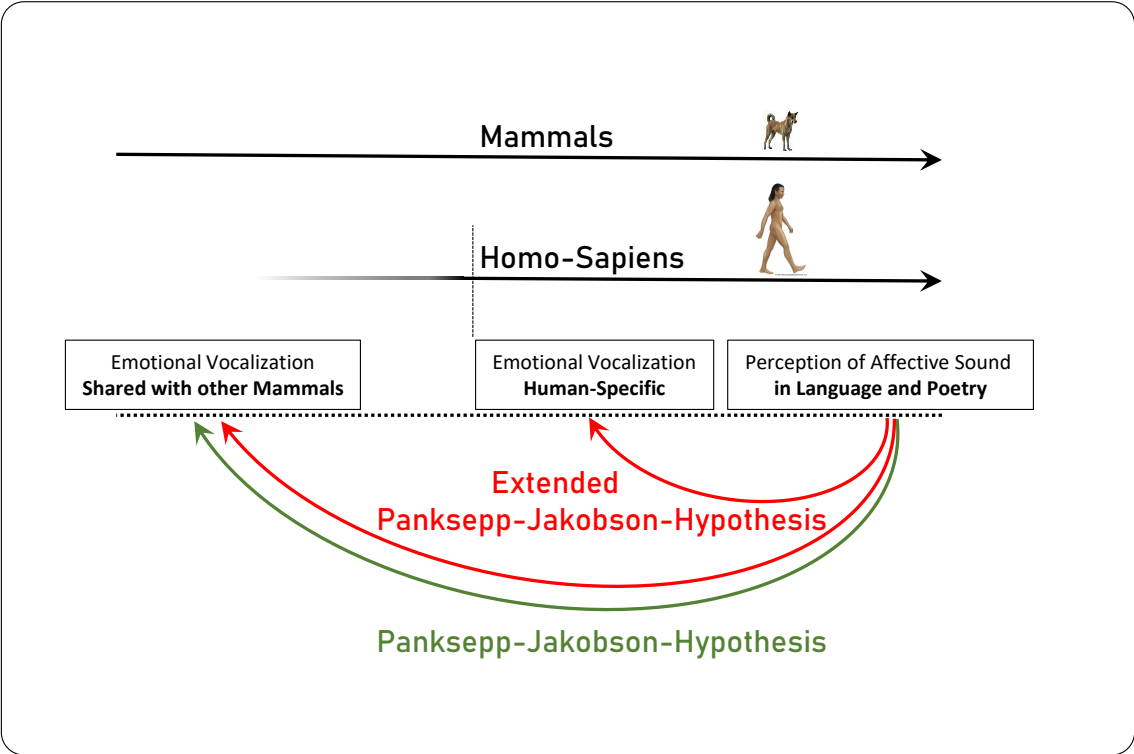 Mammals
Homo-Sapiens
Emotional Vocalization
Shared with other Mammals
Emotional Vocalization
Human-Specific
Perception of Affective Sound
in Language and Poetry
Extended
Panksepp-Jakobson-Hypothesis
Panksepp-Jakobson-Hypothesis